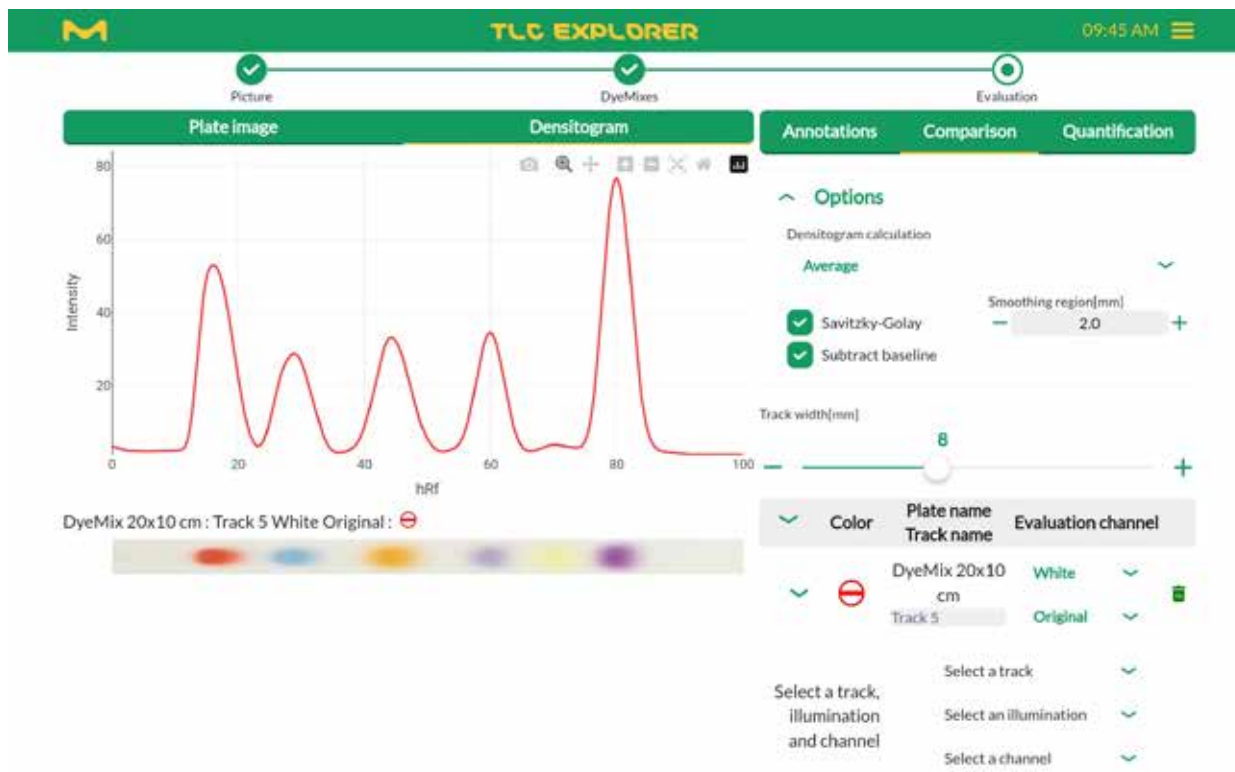 TLC EXPLORER
09:45 AM
Picture
DyeMixes
Evaluation
Plate image
Densitogram
Annotations
Comparison
Quantification
80
60
40
20
Intensity
0
20
40
60
80
100
hRf
DyeMix 20x10 cm : Track 5 White Original :
Options
Densitogram calculation
Average
Savitzky-Golay
Subtract baseline
Smoothing region[mm]
2.0
Track width[mm]
8
Color
Plate name
Track name
Evaluation channel
DyeMix 20x10
cm
Track 5
White
Original
Select a track,
illumination
and channel
Select a track
Select an illumination
Select a channel